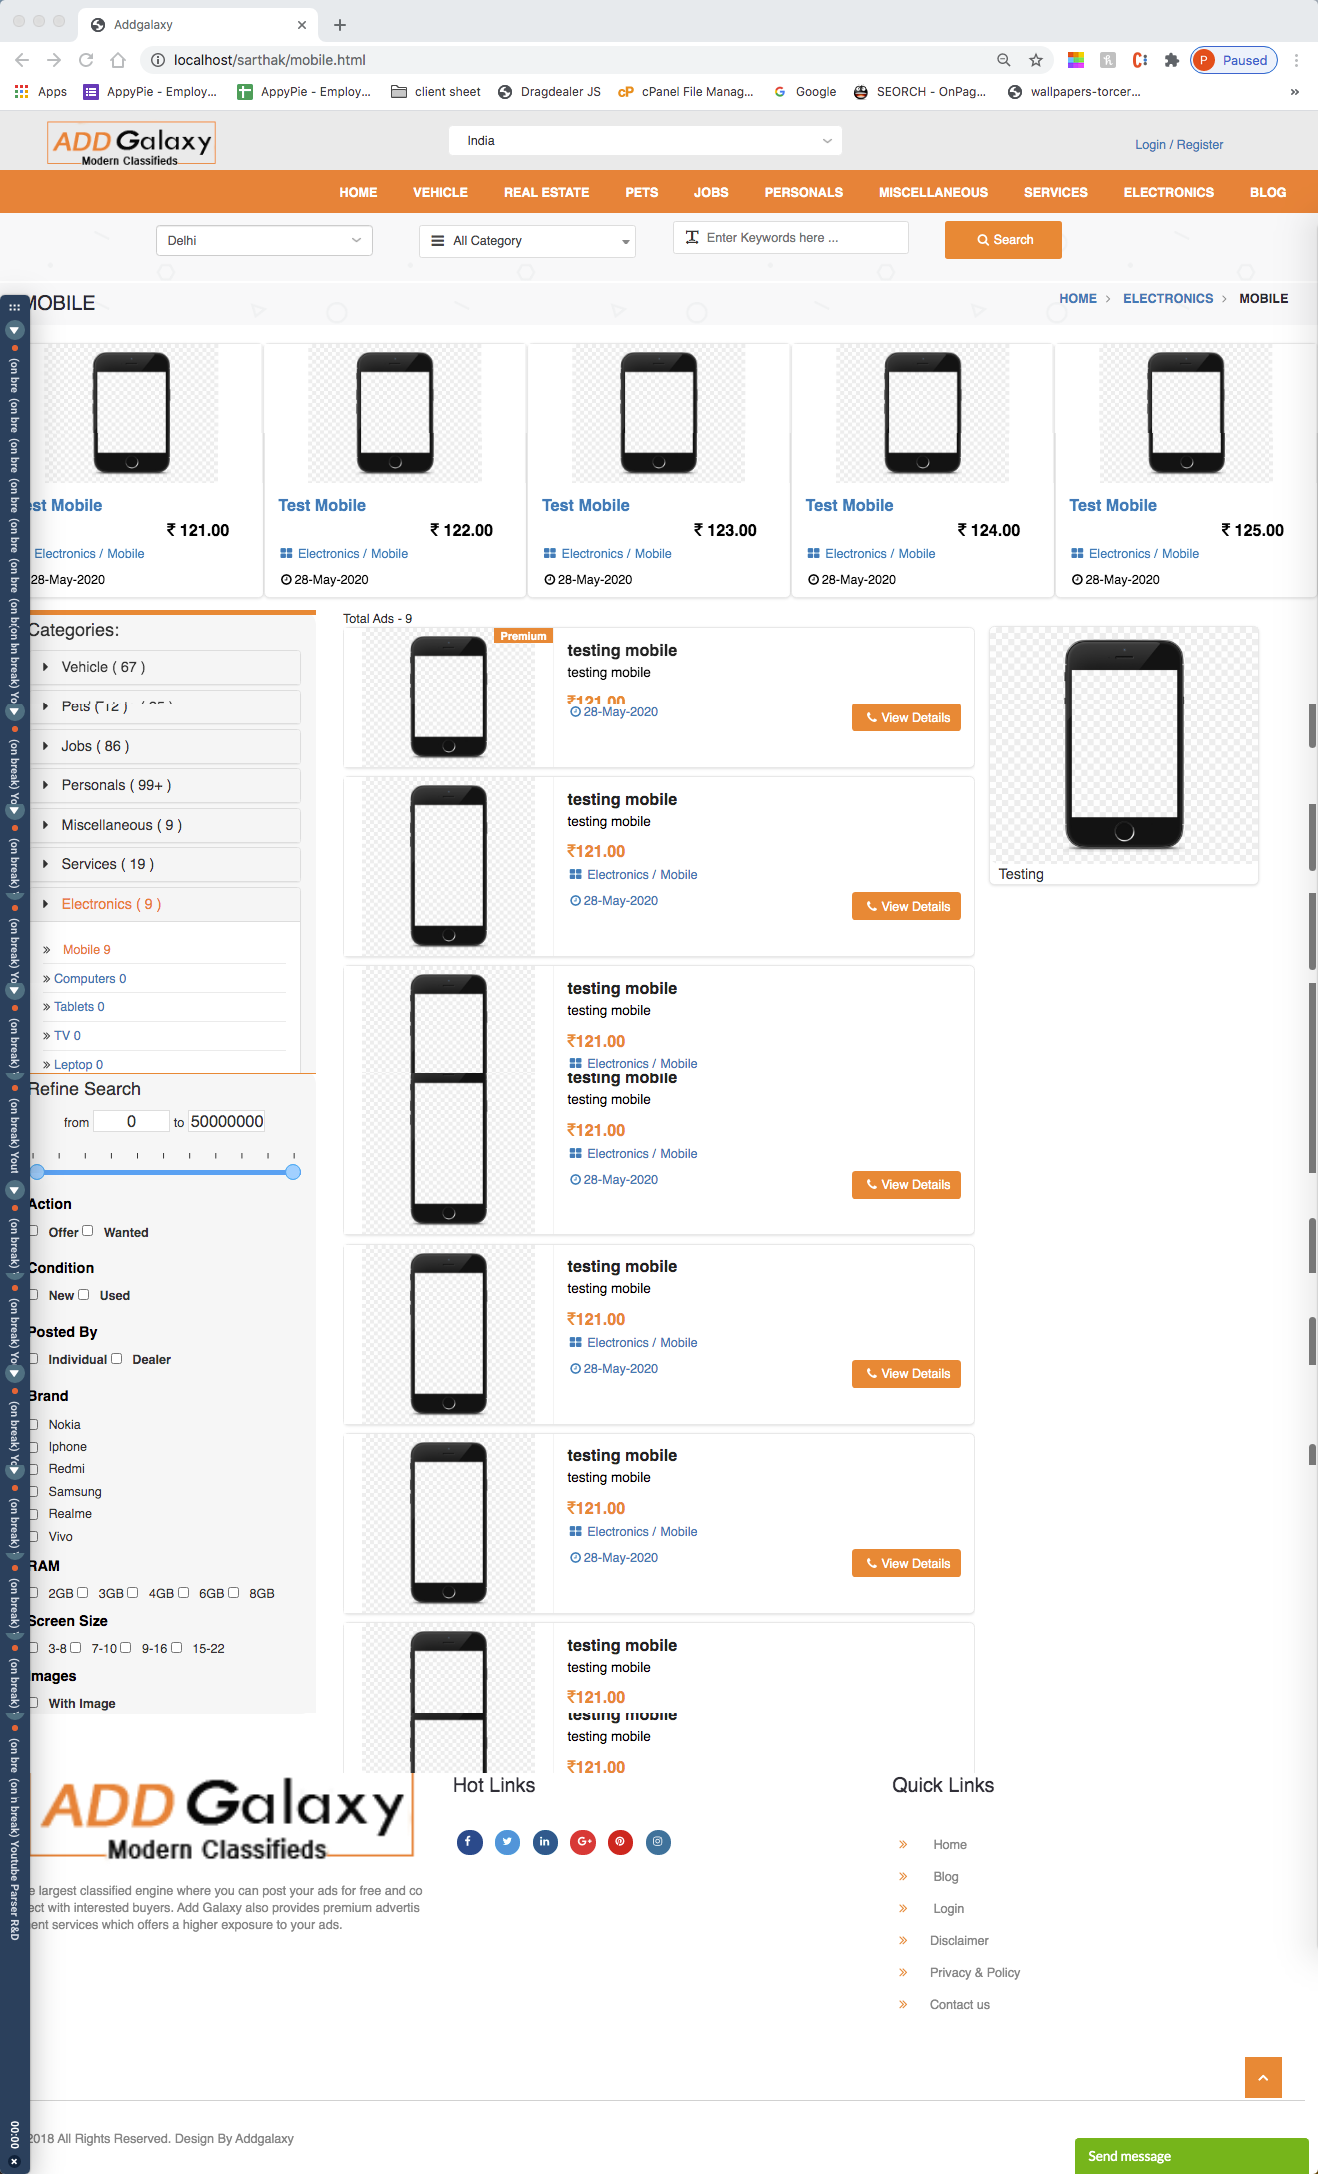 Addgalaxy
localhost/sarthak/mobile.html
Paused
Apps
AppyPie - Employ...
AppyPie - Employ...
client sheet
Dragdealer JS
cPanel File Manag...
Google
SEORCH - OnPag...
wallpapers-torcer...
ADD Galaxy
Modern Classifieds
India
Login / Register
HOME VEHICLE REAL ESTATE PETS JOBS PERSONALS MISCELLANEOUS SERVICES ELECTRONICS BLOG
Delhi
All Category
Enter Keywords here ...
Search
MOBILE
HOME > ELECTRONICS > MOBILE
est Mobile
₹ 121.00
Electronics / Mobile
28-May-2020
Test Mobile
₹ 122.00
Electronics / Mobile
28-May-2020
Test Mobile
₹ 123.00
Electronics / Mobile
28-May-2020
Test Mobile
₹ 124.00
Electronics / Mobile
28-May-2020
Test Mobile
₹ 125.00
Electronics / Mobile
28-May-2020
Categories:
Vehicle ( 67 )
Pets
Jobs ( 86 )
Personals ( 99+ )
Miscellaneous ( 9 )
Services ( 19 )
Electronics ( 9 )
» Mobile 9
» Computers 0
» Tablets 0
» TV 0
» Leptop 0
Refine Search
from 0 to 50000000
Action
Offer Wanted
Condition
New Used
Posted By
Individual Dealer
Brand
Nokia
Iphone
Redmi
Samsung
Realme
Vivo
RAM
2GB 3GB 4GB 6GB 8GB
Screen Size
3-8 7-10 9-16 15-22
mages
With Image
Total Ads - 9
Premium
testing mobile
testing mobile
₹121.00
28-May-2020
View Details
testing mobile
testing mobile
₹121.00
Electronics / Mobile
28-May-2020
View Details
testing mobile
testing mobile
₹121.00
Electronics / Mobile
testing mobile
testing mobile
₹121.00
Electronics / Mobile
28-May-2020
View Details
testing mobile
testing mobile
₹121.00
Electronics / Mobile
28-May-2020
View Details
testing mobile
testing mobile
₹121.00
Electronics / Mobile
28-May-2020
View Details
testing mobile
testing mobile
₹121.00
testing mobile
testing mobile
₹121.00
Testing
ADD Galaxy
Modern Classifieds
e largest classified engine where you can post your ads for free and co
ect with interested buyers. Add Galaxy also provides premium advertis
ent services which offers a higher exposure to your ads.
Hot Links
Quick Links
» Home
» Blog
» Login
» Disclaimer
» Privacy & Policy
» Contact us
2018 All Rights Reserved. Design By Addgalaxy
Send message
(on break) Youtube Parser R&D
00:00